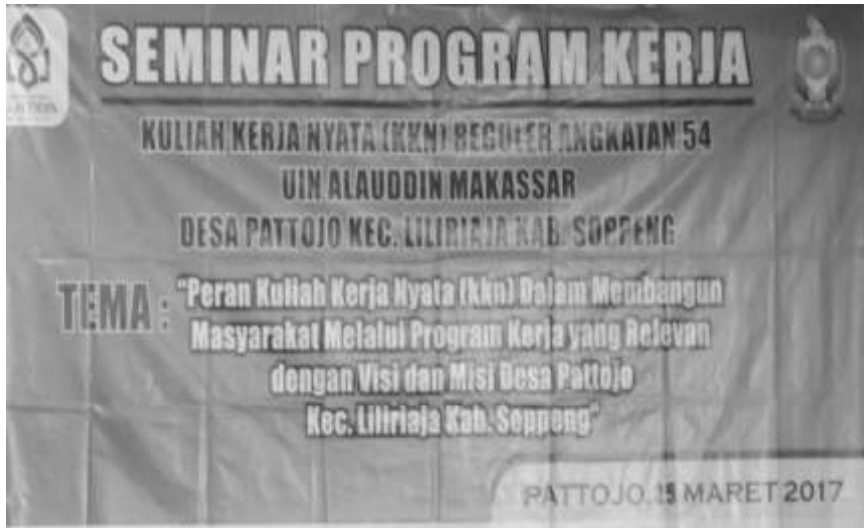 SEMINAR PROGRAM KERJA
KULIAH KERJA NYATA (KKN) REGULER ANGKATAN 54
UIN ALAUDDIN MAKASSAR
DESA PATTOJO KEC. LILIRIAJA KAB. SOPPENG
TEMA : "Peran Kuliah Kerja Nyata (kkn) Dalam Membangun
Masyarakat Melalui Program Kerja yang Relevan
dengan Visi dan Misi Desa Pattojo
Kec. Liliriaja Kab. Soppeng"
PATTOJO, MARET 2017